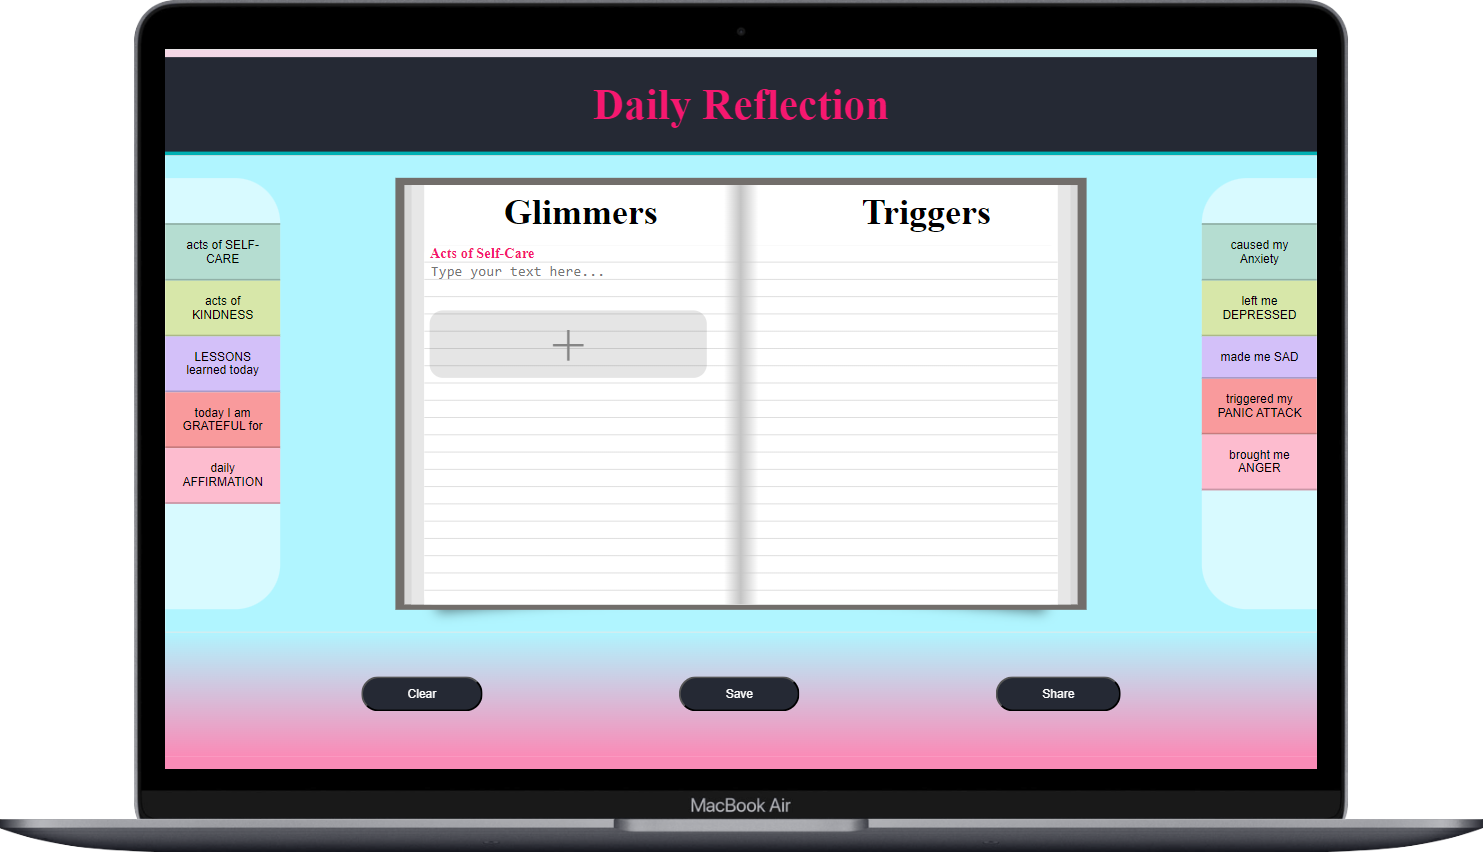 Daily Reflection
acts of SELF-
CARE
acts of
KINDNESS
LESSONS
learned today
today I am
GRATEFUL for
daily
AFFIRMATION
Glimmers
Acts of Self-Care
Type your text here...
Triggers
caused my
Anxiety
left me
DEPRESSED
made me SAD
triggered my
PANIC ATTACK
brought me
ANGER
Clear
Save
Share
MacBook Air